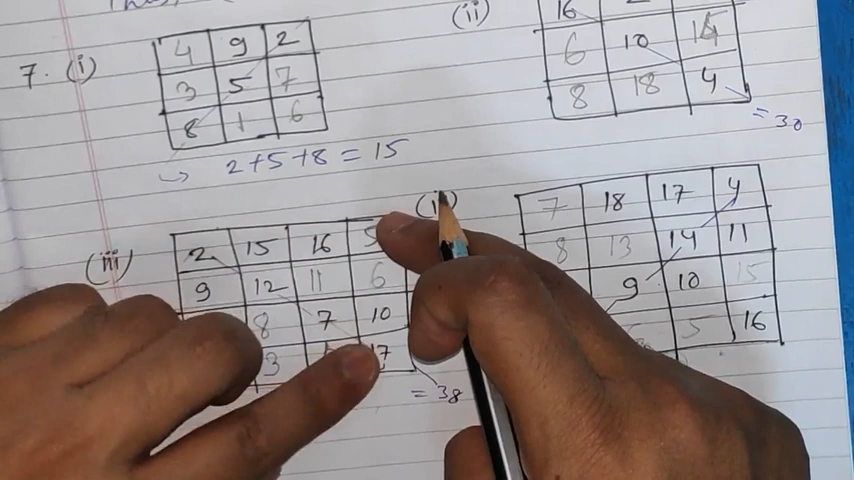 7. (i)
4 9 2
3 5 7
8 1 6
↳ 2+5+8 = 15
(ii)
16
6 10
8 18 4
= 30
(iii)
2 15 16 5
9 12 11 6
8 7 10
3 17
= 38
7 18 17 4
8 13 14 11
9 10 15
5 16